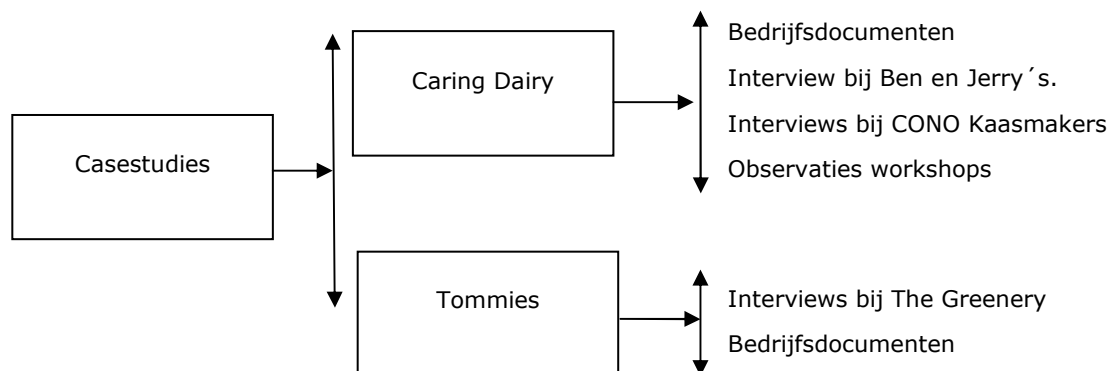 Casestudies
Caring Dairy
Bedrijfsdocumenten
Interview bij Ben en Jerry´s.
Interviews bij CONO Kaasmakers
Observaties workshops
Tommies
Interviews bij The Greenery
Bedrijfsdocumenten